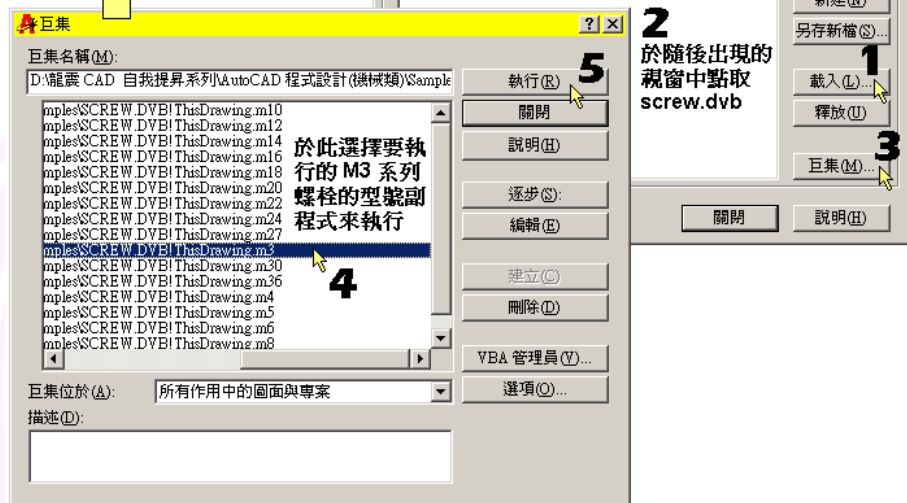 巨集
巨集名稱(M):
D:\龍震 CAD 自我提昇系列\AutoCAD 程式設計(機械類)\Sample
mples\SCREW.DVB!ThisDrawing.m10
mples\SCREW.DVB!ThisDrawing.m12
mples\SCREW.DVB!ThisDrawing.m14
mples\SCREW.DVB!ThisDrawing.m16
mples\SCREW.DVB!ThisDrawing.m18
mples\SCREW.DVB!ThisDrawing.m20
mples\SCREW.DVB!ThisDrawing.m22
mples\SCREW.DVB!ThisDrawing.m24
mples\SCREW.DVB!ThisDrawing.m27
mples\SCREW.DVB!ThisDrawing.m3
mples\SCREW.DVB!ThisDrawing.m30
mples\SCREW.DVB!ThisDrawing.m36
mples\SCREW.DVB!ThisDrawing.m4
mples\SCREW.DVB!ThisDrawing.m5
mples\SCREW.DVB!ThisDrawing.m6
mples\SCREW.DVB!ThisDrawing.m8
於此選擇要執
行的 M3 系列
螺栓的型號副
程式來執行
4
巨集位於(A):
所有作用中的圖面與專案
描述(D):
執行(R)
5
關閉
說明(H)
逐步(S):
編輯(E)
建立(C)
刪除(D)
VBA 管理員(V)...
選項(O)...
2
於隨後出現的
視窗中點取
screw.dvb
新建(N)
另存新檔(S)...
1
載入(L)...
釋放(U)
3
巨集(M)...
關閉
說明(H)